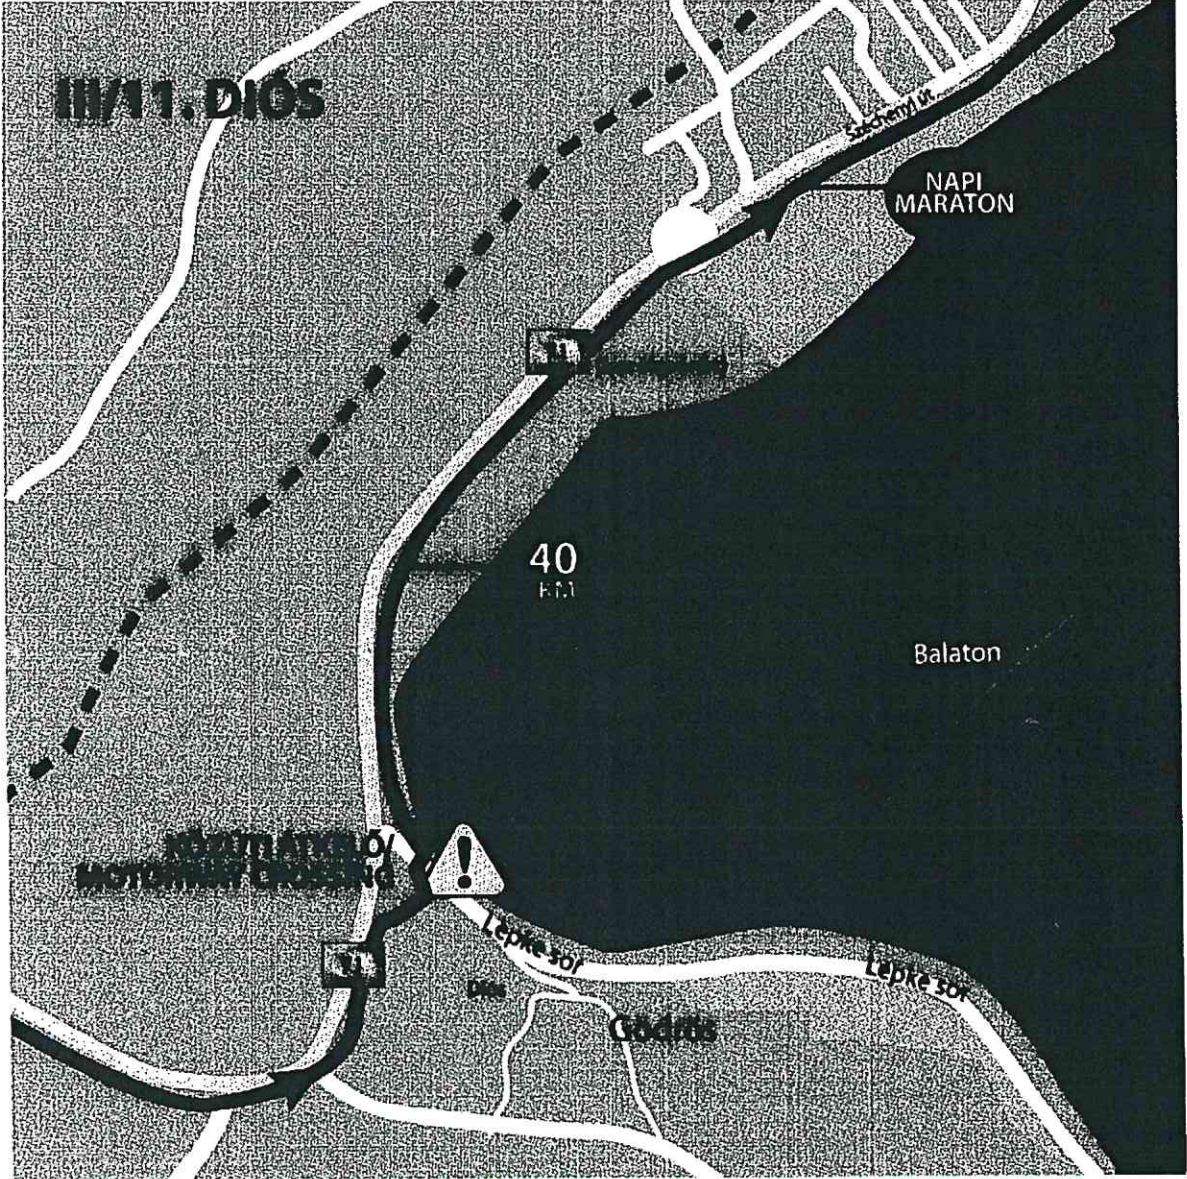 III/11. DIÓS
Széchenyi út
NAPI
MARATON
40
KM
Balaton
KÖZÚTI ÁTKELŐ/
MOTORWAY CROSSING
Lepke sor
Lepke sor
Diós
Gödrös